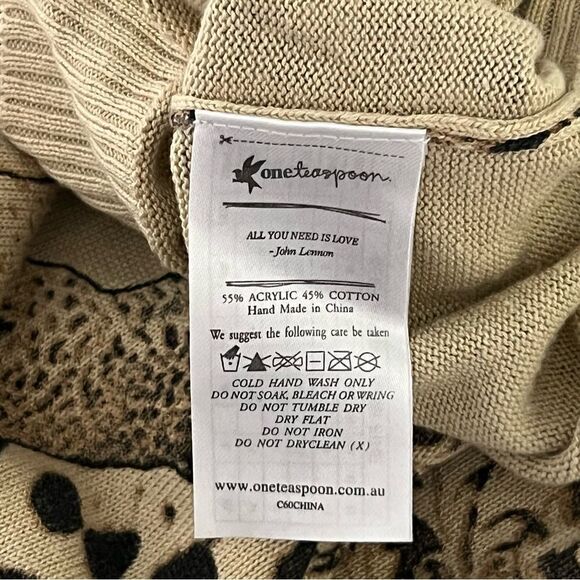 oneteaspoon.
ALL YOU NEED IS LOVE
-John Lennon
55% ACRYLIC 45% COTTON
Hand Made in China
We suggest the following care be taken
COLD HAND WASH ONLY
DO NOT SOAK, BLEACH OR WRING
DO NOT TUMBLE DRY
DRY FLAT
DO NOT IRON
DO NOT DRYCLEAN (X)
www.oneteaspoon.com.au
C60CHINA